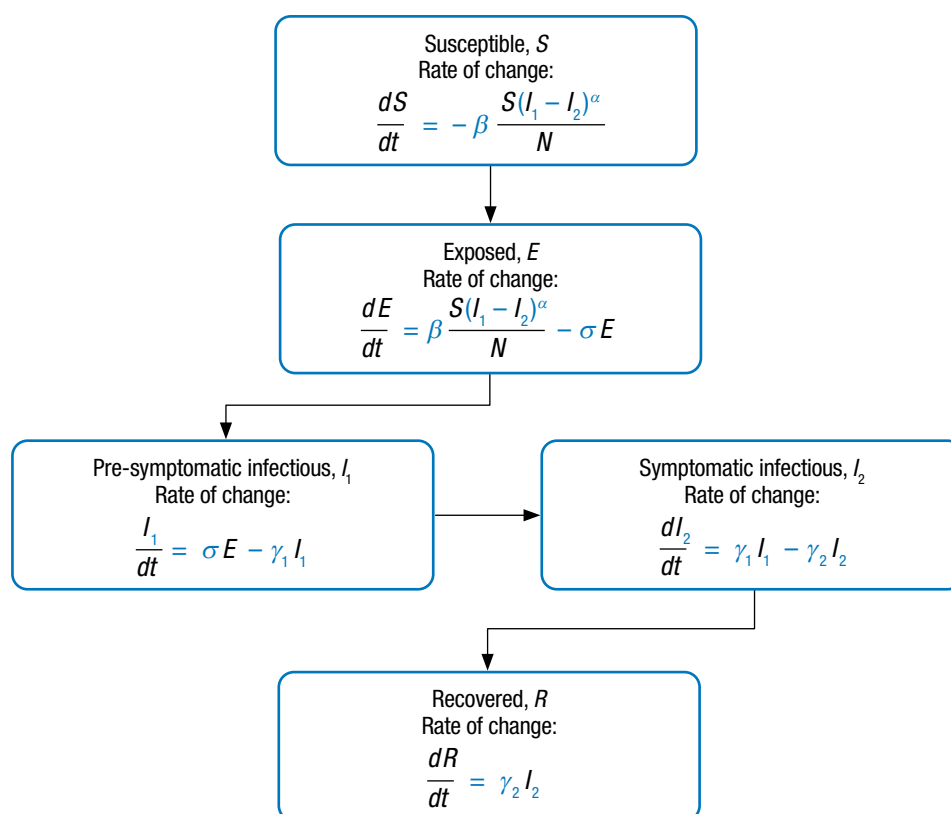 Susceptible, S
Rate of change:
dS/dt = − β S(I₁ − I₂)^α/N
Exposed, E
Rate of change:
dE/dt = β S(I₁ − I₂)^α/N − σE
Pre-symptomatic infectious, I₁
Rate of change:
I₁/dt = σE − γ₁I₁
Symptomatic infectious, I₂
Rate of change:
dI₂/dt = γ₁I₁ − γ₂I₂
Recovered, R
Rate of change:
dR/dt = γ₂I₂